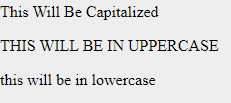 This Will Be Capitalized
THIS WILL BE IN UPPERCASE
this will be in lowercase